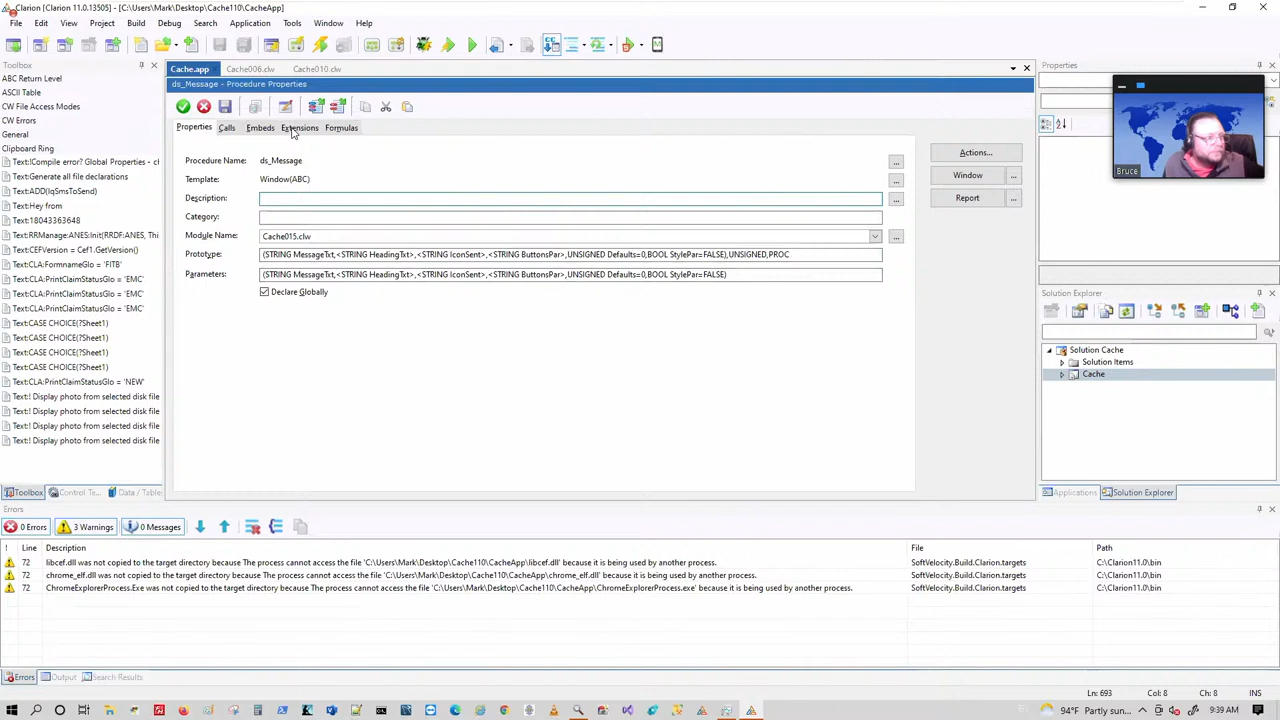 Clarion (11.0.13505) - [C:\Users\Mark\Desktop\Cache110\CacheApp]
File Edit View Project Build Debug Search Application Tools Window Help
Toolbox
ABC Return Level
ASCII Table
CW File Access Modes
CW Errors
General
Clipboard Ring
Text:!Compile error? Global Properties - c
Text:Generate all file declarations
Text:ADD(IqSmsToSend)
Text:Hey from
Text:18043363648
Text:RRWAF:ANES:Init(RRDAF:ANES, Thi
Text:CEFVersion = Cef1.GetVersion()
Text:CLA:FormnameGlo = 'FITB'
Text:CLA:PrintClaimStatusGlo = 'EMC'
Text:CLA:PrintClaimStatusGlo = 'EMC'
Text:CLA:PrintClaimStatusGlo = 'EMC'
Text:CASE CHOICE(?Sheet1)
Text:CASE CHOICE(?Sheet1)
Text:CASE CHOICE(?Sheet1)
Text:CASE CHOICE(?Sheet1)
Text:CLA:PrintClaimStatusGlo = 'NEW'
Text:! Display photo from selected disk file
Text:! Display photo from selected disk file
Text:! Display photo from selected disk file
Text:! Display photo from selected disk file
Toolbox Control Te... Data / Table
Cache.app Cache006.clw Cache010.clw
ds_Message - Procedure Properties
Properties Calls Embeds Extensions Formulas
Procedure Name: ds_Message ...
Template: Window(ABC) ...
Description: ...
Category:
Module Name: Cache015.clw ...
Prototype: (STRING MessageTxt,<STRING HeadingTxt>,<STRING IconSent>,<STRING ButtonsPar>,UNSIGNED Defaults=0,BOOL StylePar=FALSE),UNSIGNED,PROC
Parameters: (STRING MessageTxt,<STRING HeadingTxt>,<STRING IconSent>,<STRING ButtonsPar>,UNSIGNED Defaults=0,BOOL StylePar=FALSE)
Declare Globally
Actions...
Window ...
Report ...
Properties
Bruce
Solution Explorer
Solution Cache
Solution Items
Cache
Applications Solution Explorer
Errors
0 Errors 3 Warnings 0 Messages
! Line Description File Path
72 libcef.dll was not copied to the target directory because The process cannot access the file 'C:\Users\Mark\Desktop\Cache110\CacheApp\libcef.dll' because it is being used by another process. SoftVelocity.Build.Clarion.targets C:\Clarion11.0\bin
72 chrome_elf.dll was not copied to the target directory because The process cannot access the file 'C:\Users\Mark\Desktop\Cache110\CacheApp\chrome_elf.dll' because it is being used by another process. SoftVelocity.Build.Clarion.targets C:\Clarion11.0\bin
72 ChromeExplorerProcess.Exe was not copied to the target directory because The process cannot access the file 'C:\Users\Mark\Desktop\Cache110\CacheApp\ChromeExplorerProcess.exe' because it is being used by another process. SoftVelocity.Build.Clarion.targets C:\Clarion11.0\bin
Errors Output Search Results
Ln: 693 Col: 8 Ch: 8 INS
94°F Partly sun... 9:39 AM